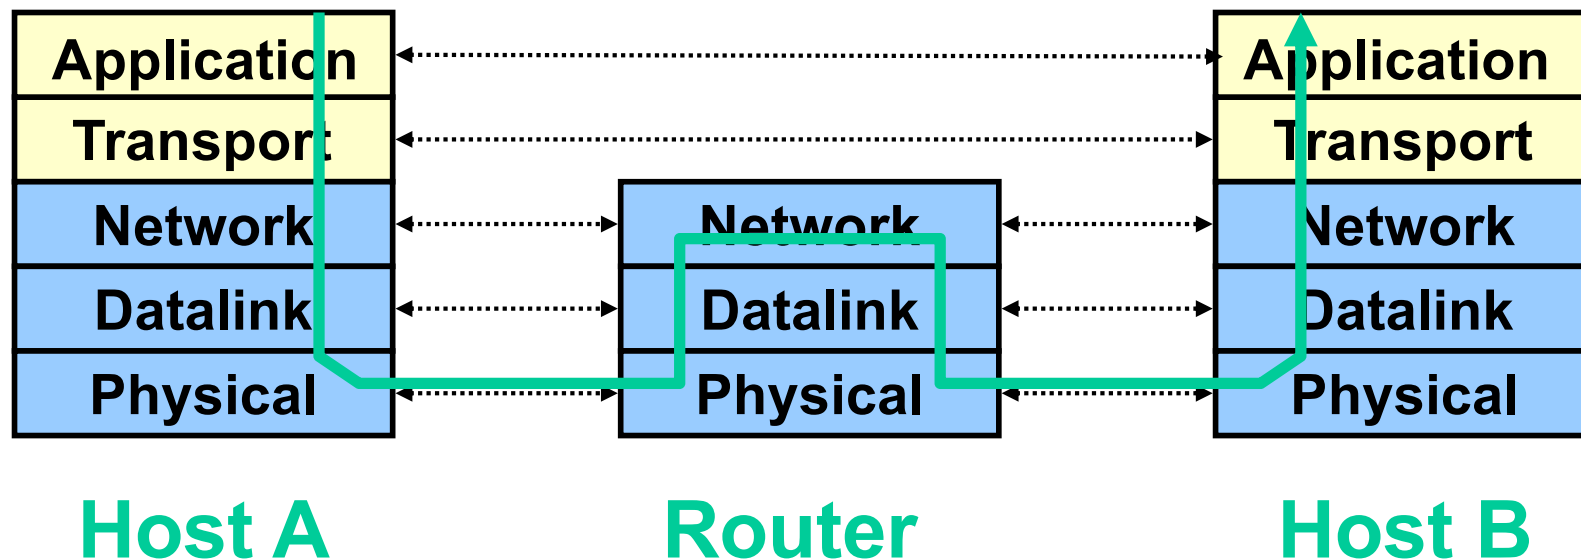 Application Application
Transport Transport
Network Network Network
Datalink Datalink Datalink
Physical Physical Physical
Host A Router Host B